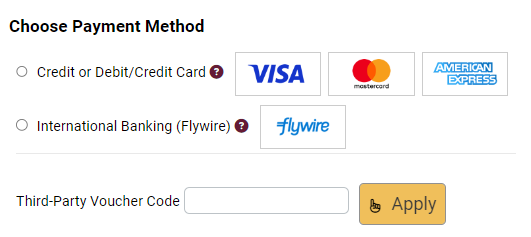 Choose Payment Method
Credit or Debit/Credit Card ? VISA mastercard AMERICAN EXPRESS
International Banking (Flywire) ? flywire
Third-Party Voucher Code Apply